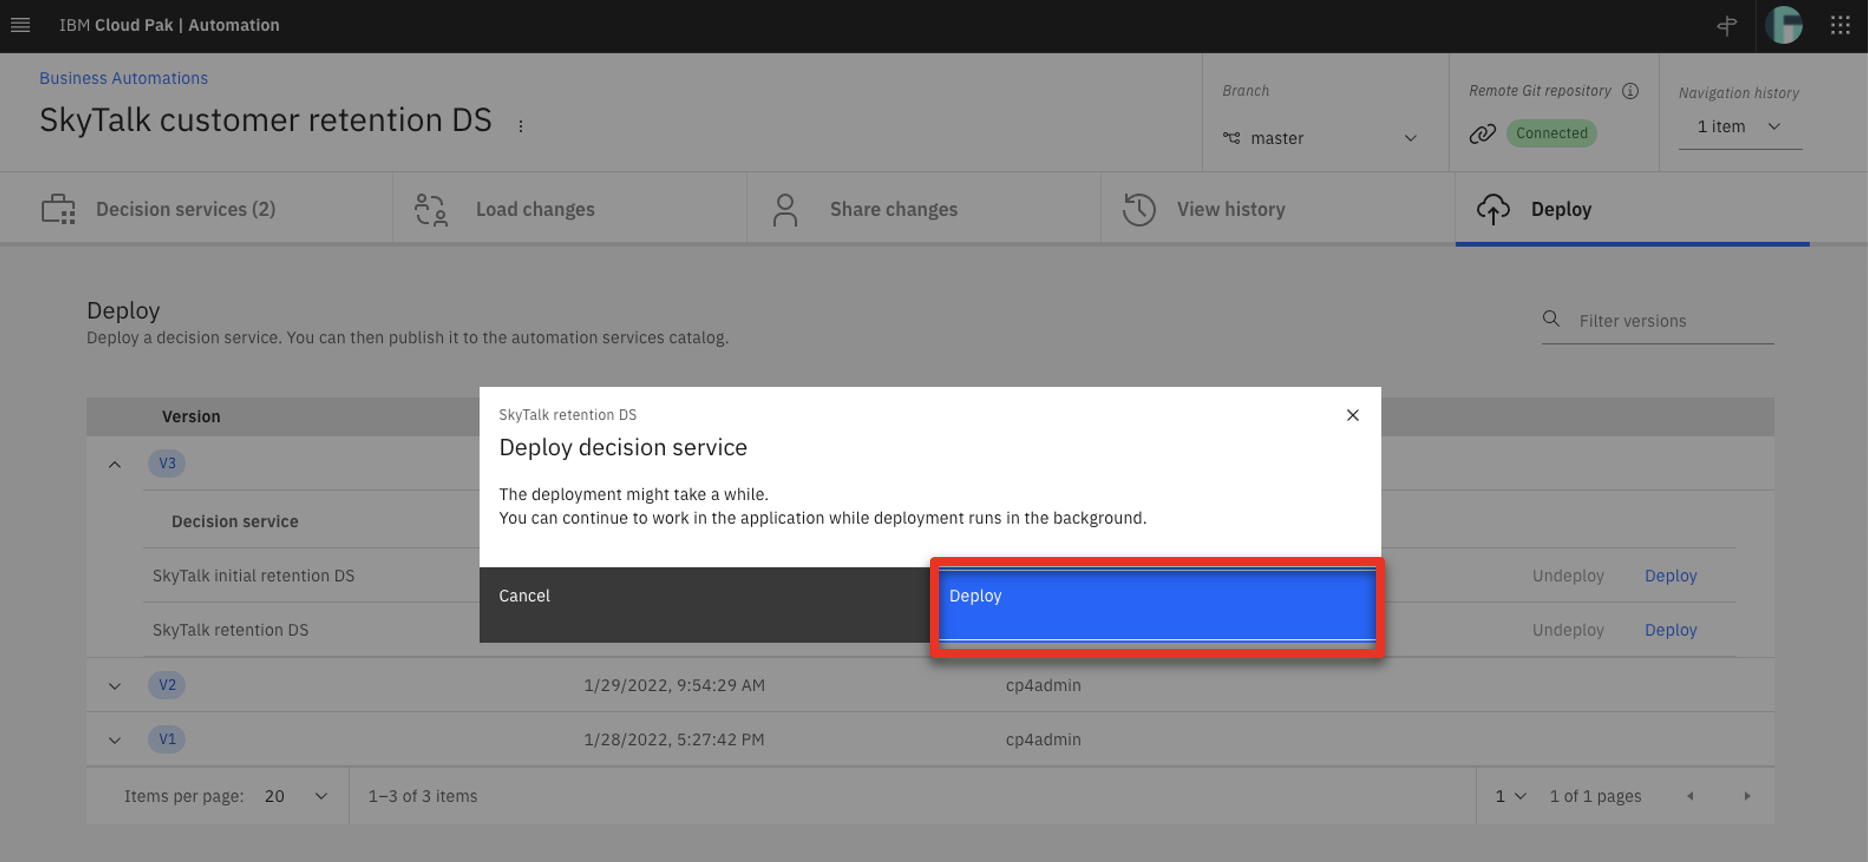 IBM Cloud Pak | Automation
Business Automations
SkyTalk customer retention DS
Branch
master
Remote Git repository
Connected
Navigation history
1 item
Decision services (2)
Load changes
Share changes
View history
Deploy
Deploy
Deploy a decision service. You can then publish it to the automation services catalog.
Filter versions
Version
V3
Decision service
SkyTalk initial retention DS
Undeploy
Deploy
SkyTalk retention DS
Undeploy
Deploy
SkyTalk retention DS
Deploy decision service
The deployment might take a while.
You can continue to work in the application while deployment runs in the background.
Cancel
Deploy
V2
1/29/2022, 9:54:29 AM
cp4admin
V1
1/28/2022, 5:27:42 PM
cp4admin
Items per page: 20
1–3 of 3 items
1
1 of 1 pages